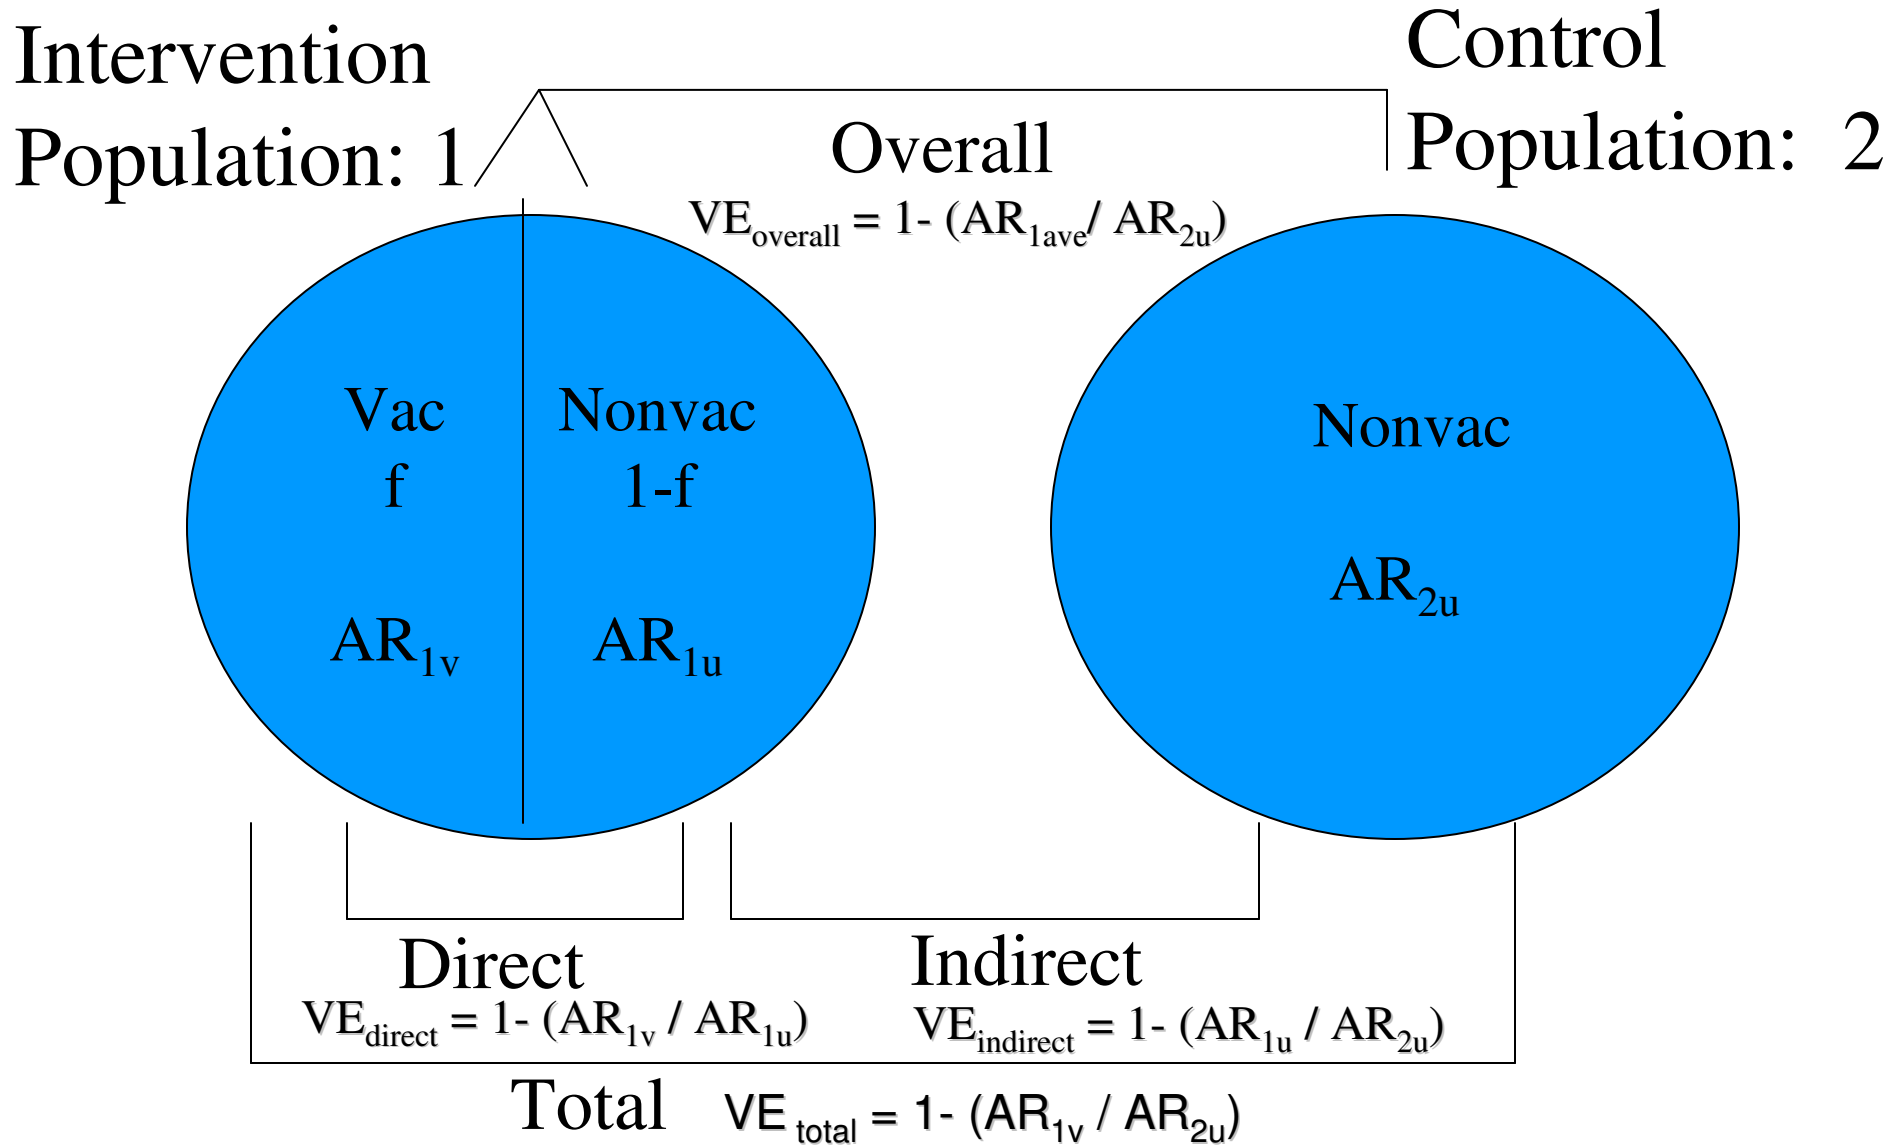 Intervention
Population: 1
Control
Population: 2
Overall
VEoverall = 1- (AR1ave/ AR2u)
Vac
f
AR1v
Nonvac
1-f
AR1u
Nonvac
AR2u
Direct
VEdirect = 1- (AR1v / AR1u)
Indirect
VEindirect = 1- (AR1u / AR2u)
Total VE total = 1- (AR1v / AR2u)